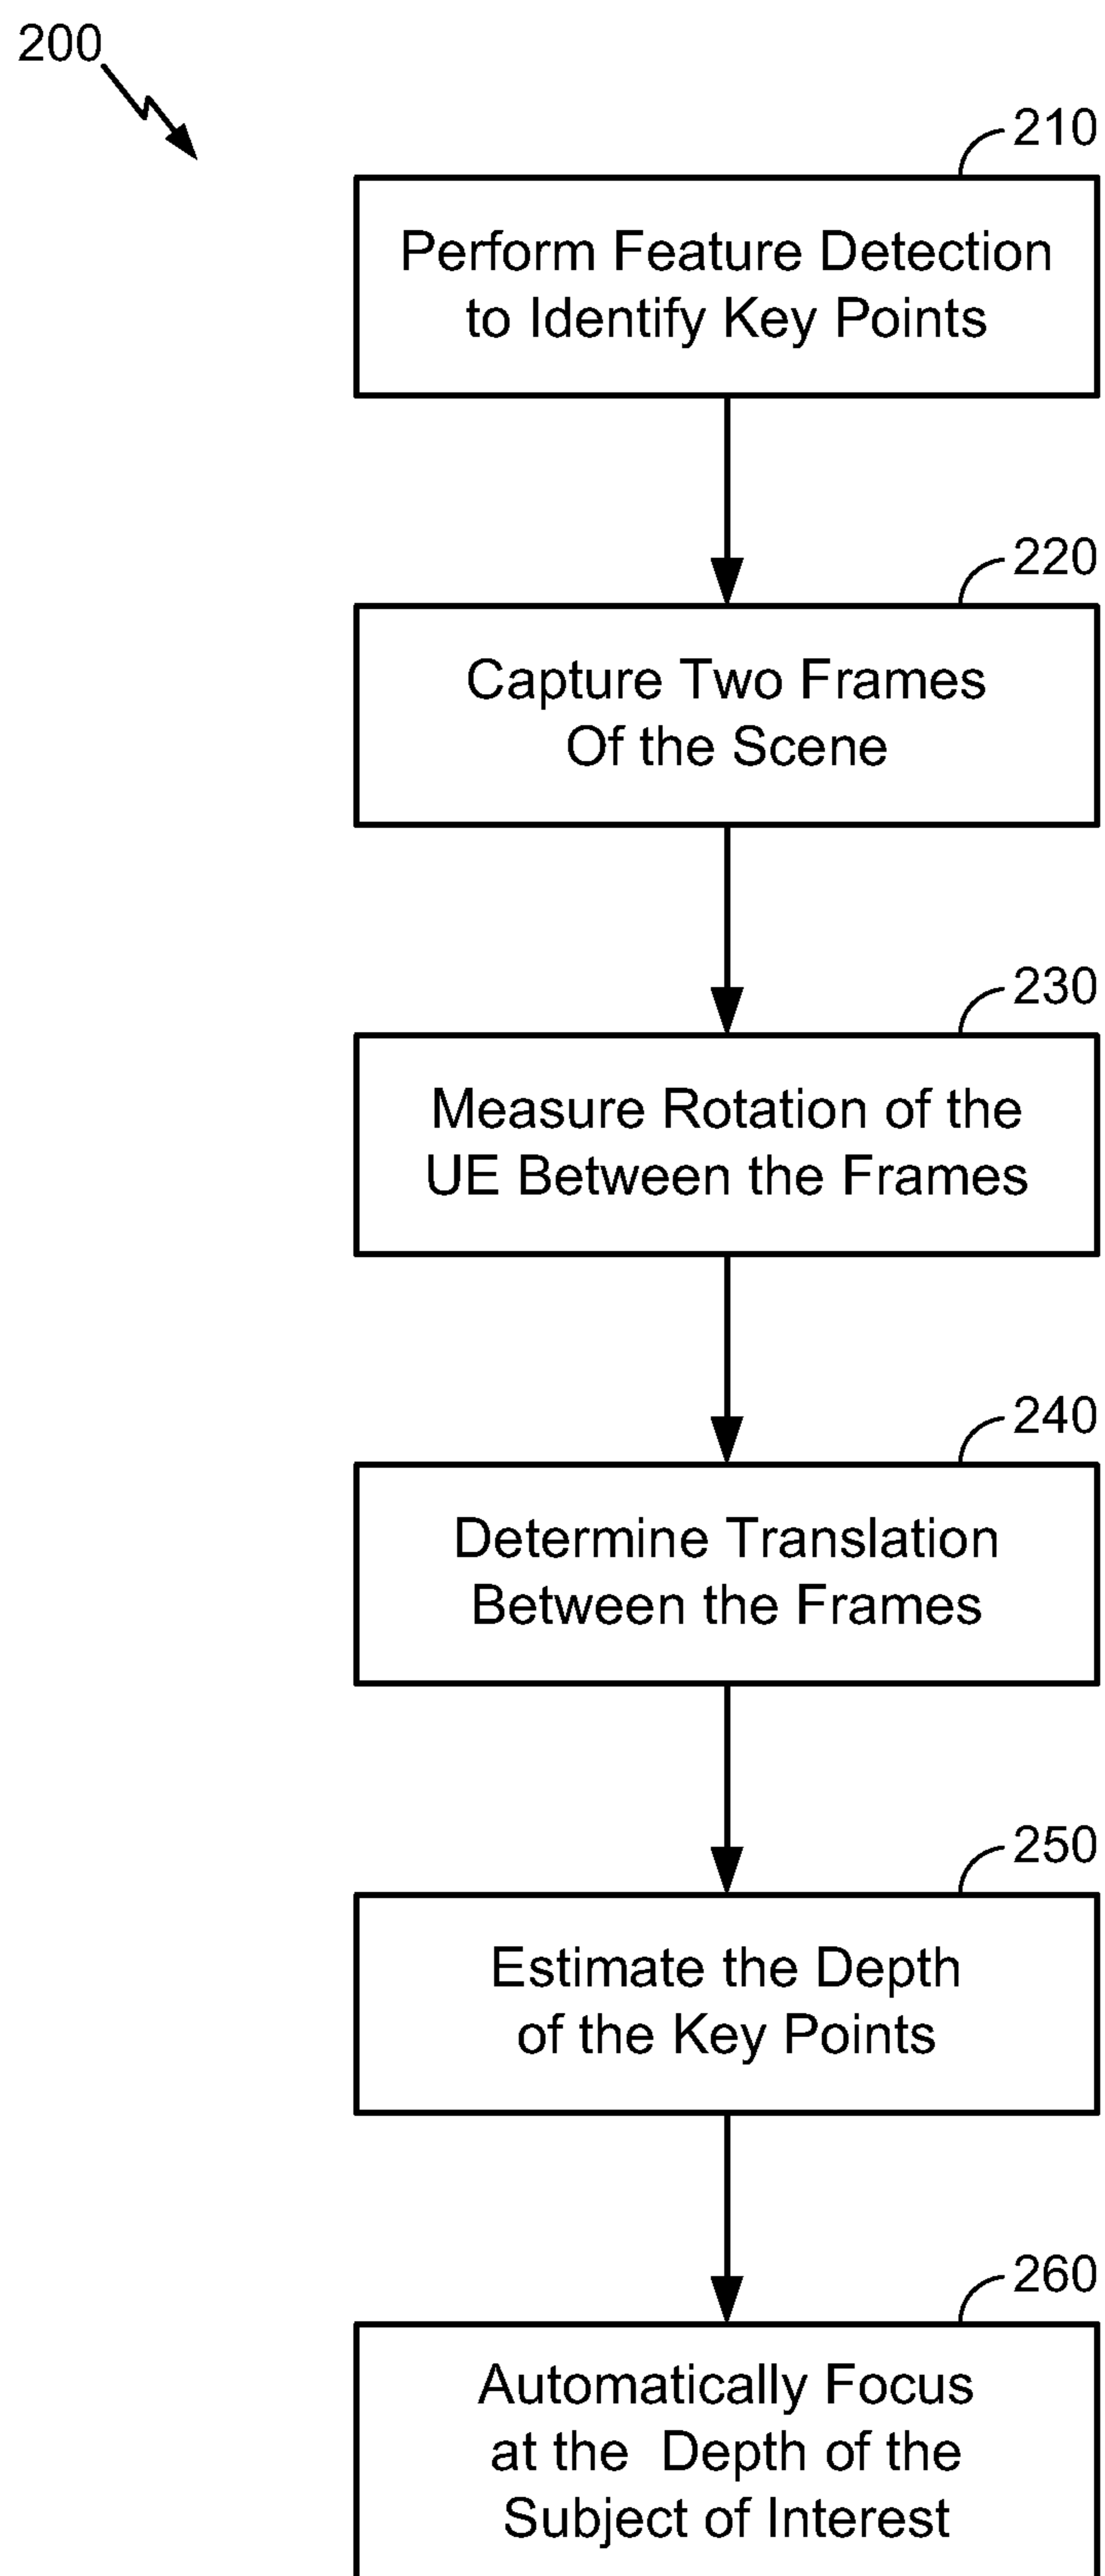 200
210
Perform Feature Detection
to Identify Key Points
220
Capture Two Frames
Of the Scene
230
Measure Rotation of the
UE Between the Frames
240
Determine Translation
Between the Frames
250
Estimate the Depth
of the Key Points
260
Automatically Focus
at the Depth of the
Subject of Interest